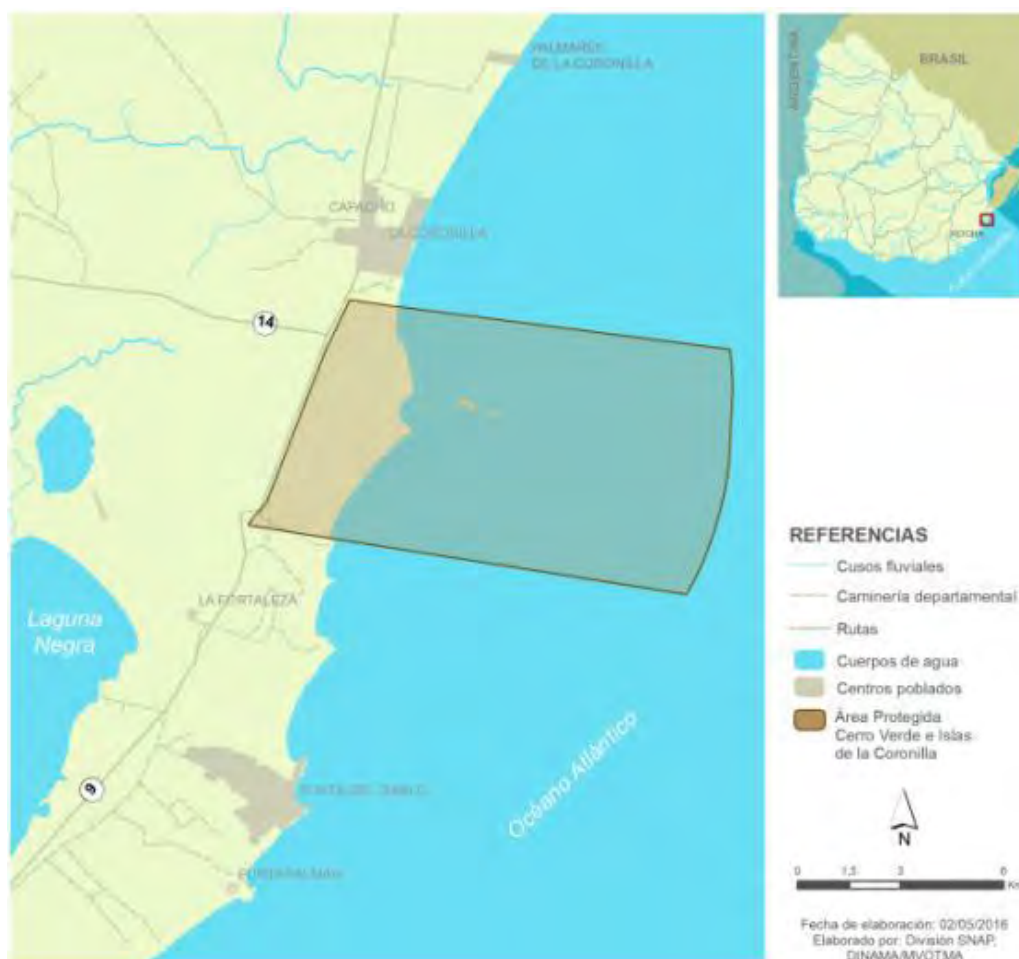 PALMARES
DE LA CORONILLA
CAPACHO
LA CORONILLA
14
LA FORTALEZA
Laguna
Negra
9
PUNTA DEL DIABLO
Océano Atlántico
ARGENTINA
BRASIL
ROCHA
REFERENCIAS
Cusos fluviales
Caminería departamental
Rutas
Cuerpos de agua
Centros poblados
Área Protegida
Cerro Verde e Islas
de la Coronilla
N
0 1,5 3 6
Km
Fecha de elaboración: 02/05/2016
Elaborado por: División SNAP,
DINAMA/MVOTMA